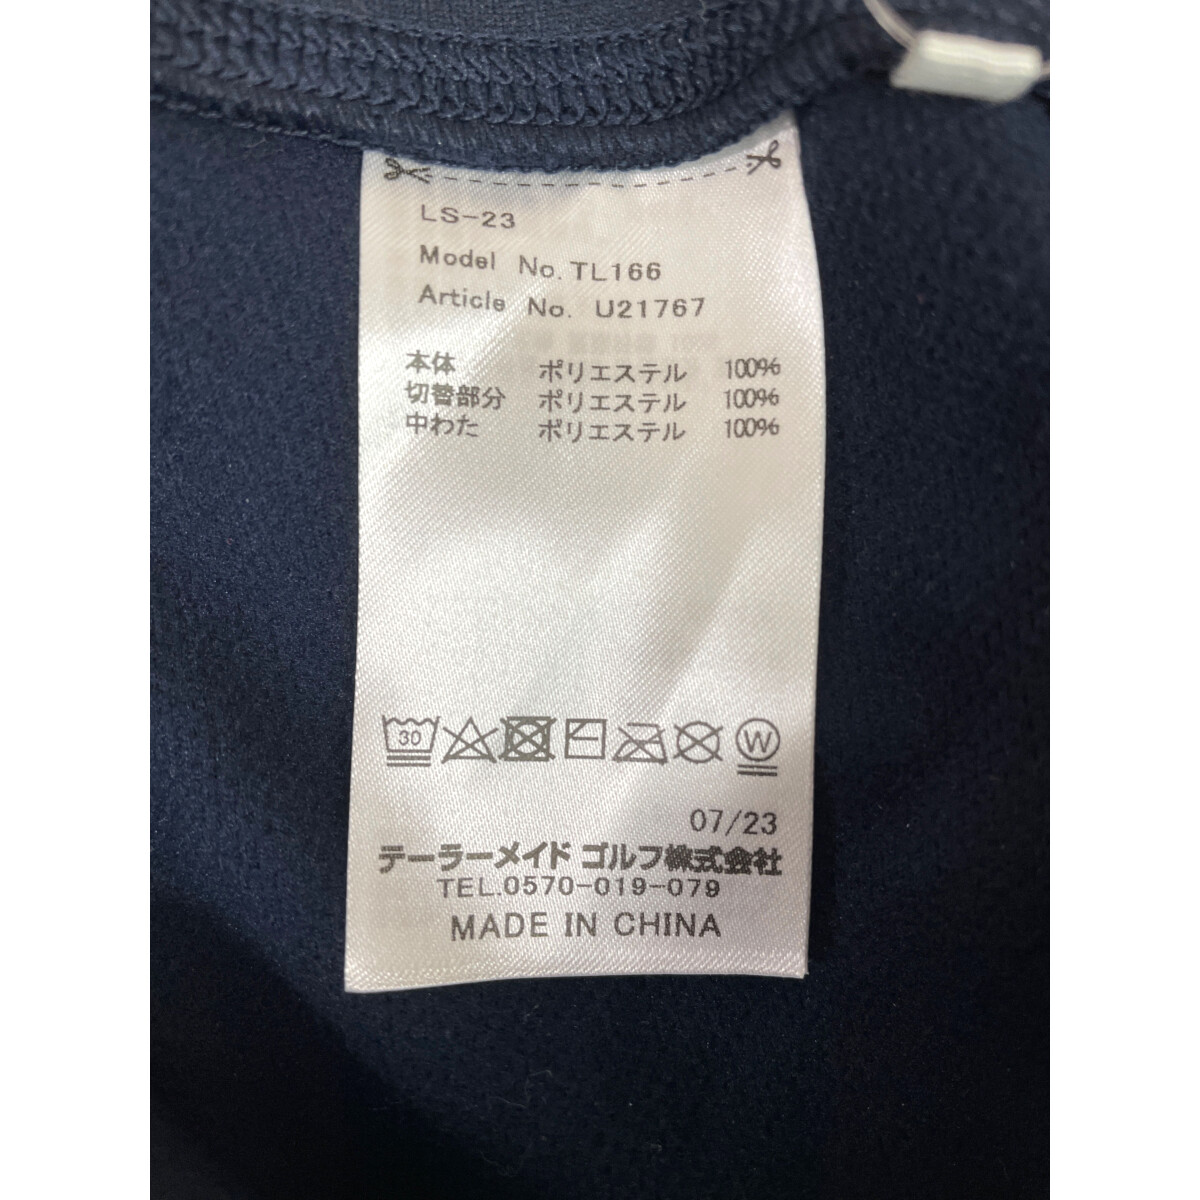 LS-23
Model No. TL166
Article No. U21767
本体 ポリエステル 100%
切替部分 ポリエステル 100%
中わた ポリエステル 100%
30 W
07/23
テーラーメイド ゴルフ株式会社
TEL.0570-019-079
MADE IN CHINA